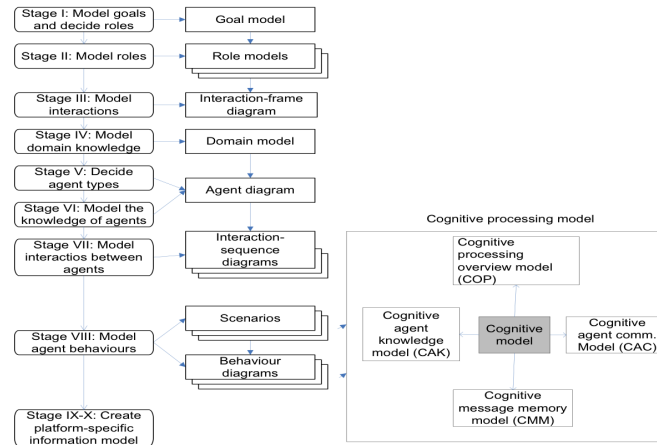 Stage I: Model goals
and decide roles
Goal model
Stage II: Model roles
Role models
Stage III: Model
interactions
Interaction-frame
diagram
Stage IV: Model
domain knowledge
Domain model
Stage V: Decide
agent types
Agent diagram
Stage VI: Model the
knowledge of agents
Stage VII: Model
interactios between
agents
Interaction-
sequence
diagrams
Stage VIII: Model
agent behaviours
Scenarios
Behaviour
diagrams
Stage IX-X: Create
platform-specific
information model
Cognitive processing model
Cognitive
processing
overview model
(COP)
Cognitive
agent
knowledge
model (CAK)
Cognitive
model
Cognitive
agent comm.
Model (CAC)
Cognitive
message memory
model (CMM)